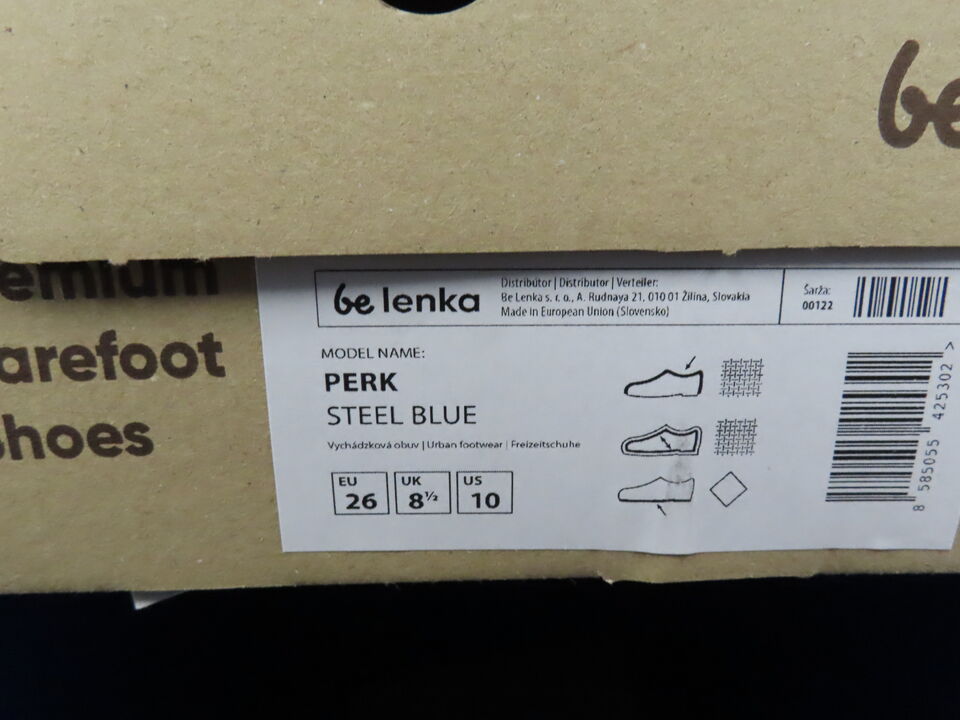 be
emium
arefoot
hoes
be lenka
Distribútor | Distributor | Verteiler:
Be Lenka s. r. o., A. Rudnaya 21, 010 01 Žilina, Slovakia
Made in European Union (Slovensko)
Šarža:
00122
MODEL NAME:
PERK
STEEL BLUE
Vychádzková obuv | Urban footwear | Freizeitschuhe
EU 26
UK 8½
US 10
8 585055 425302 >